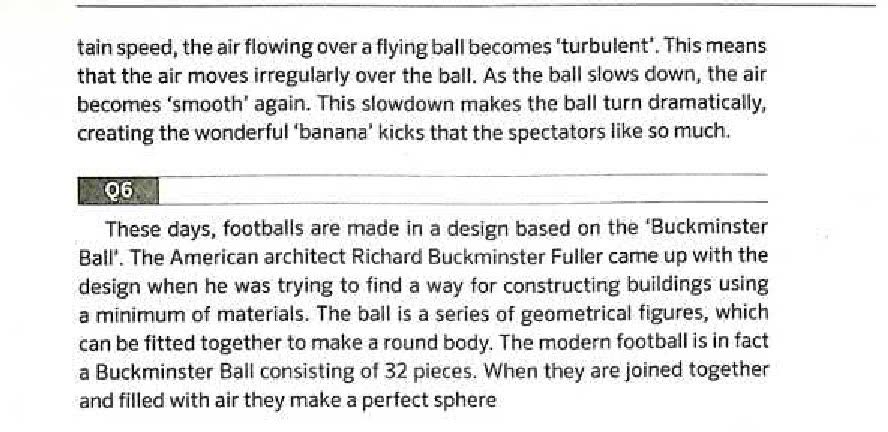 tain speed, the air flowing over a flying ball becomes 'turbulent'. This means
that the air moves irregularly over the ball. As the ball slows down, the air
becomes 'smooth' again. This slowdown makes the ball turn dramatically,
creating the wonderful 'banana' kicks that the spectators like so much.
Q6
These days, footballs are made in a design based on the 'Buckminster
Ball'. The American architect Richard Buckminster Fuller came up with the
design when he was trying to find a way for constructing buildings using
a minimum of materials. The ball is a series of geometrical figures, which
can be fitted together to make a round body. The modern football is in fact
a Buckminster Ball consisting of 32 pieces. When they are joined together
and filled with air they make a perfect sphere